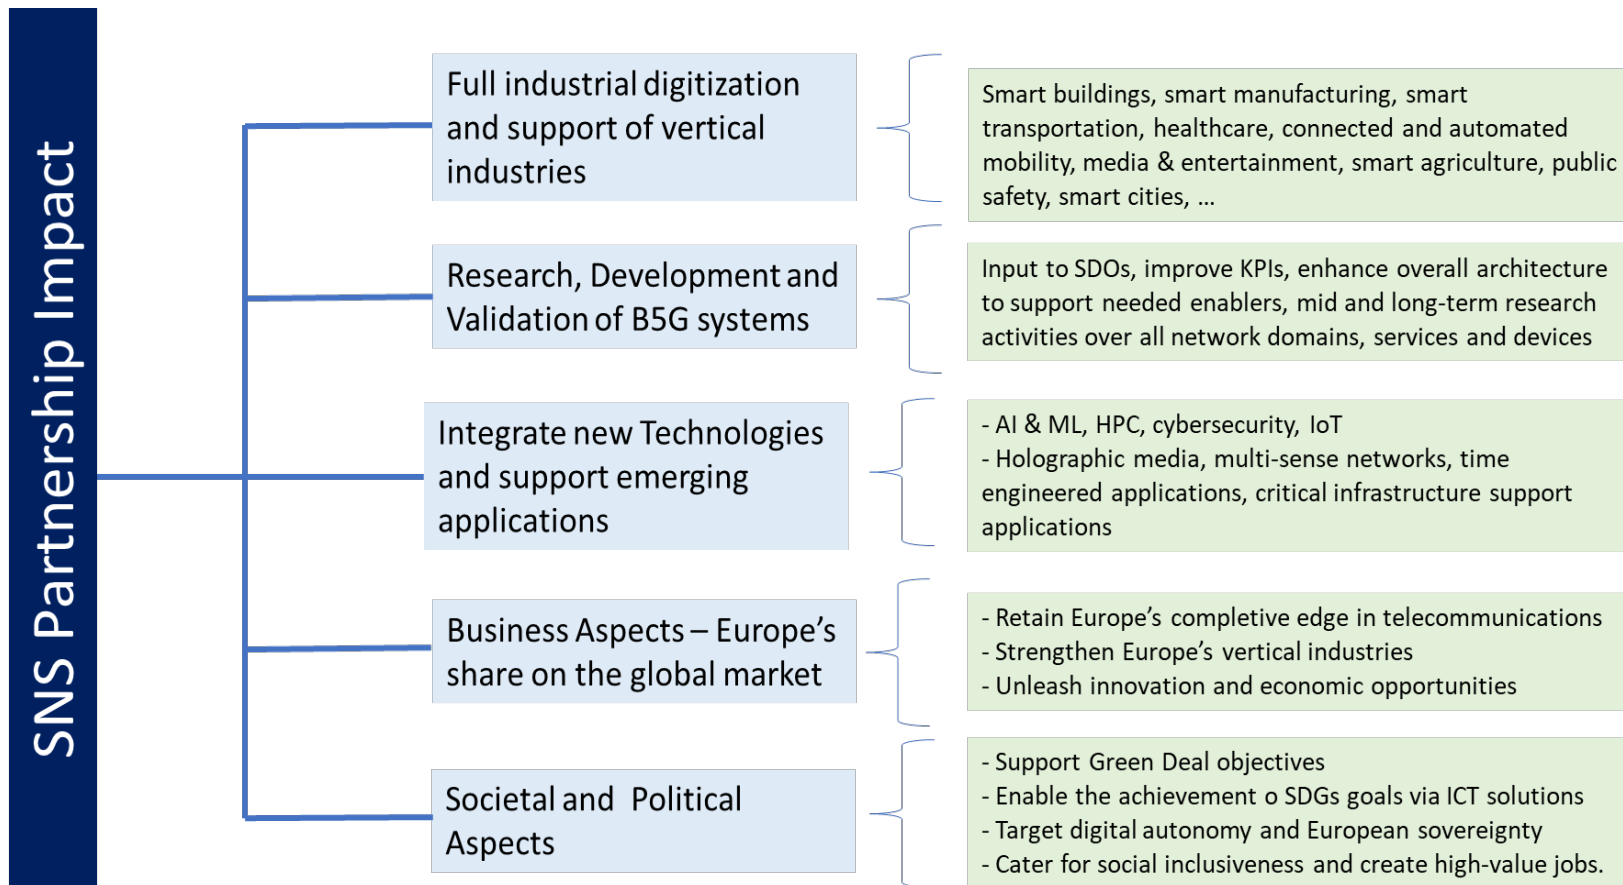 SNS Partnership Impact
Full industrial digitization
and support of vertical
industries
Smart buildings, smart manufacturing, smart
transportation, healthcare, connected and automated
mobility, media & entertainment, smart agriculture, public
safety, smart cities, ...
Research, Development and
Validation of B5G systems
Input to SDOs, improve KPIs, enhance overall architecture
to support needed enablers, mid and long-term research
activities over all network domains, services and devices
Integrate new Technologies
and support emerging
applications
- AI & ML, HPC, cybersecurity, IoT
- Holographic media, multi-sense networks, time
engineered applications, critical infrastructure support
applications
Business Aspects – Europe’s
share on the global market
- Retain Europe’s completive edge in telecommunications
- Strengthen Europe’s vertical industries
- Unleash innovation and economic opportunities
Societal and Political
Aspects
- Support Green Deal objectives
- Enable the achievement o SDGs goals via ICT solutions
- Target digital autonomy and European sovereignty
- Cater for social inclusiveness and create high-value jobs.